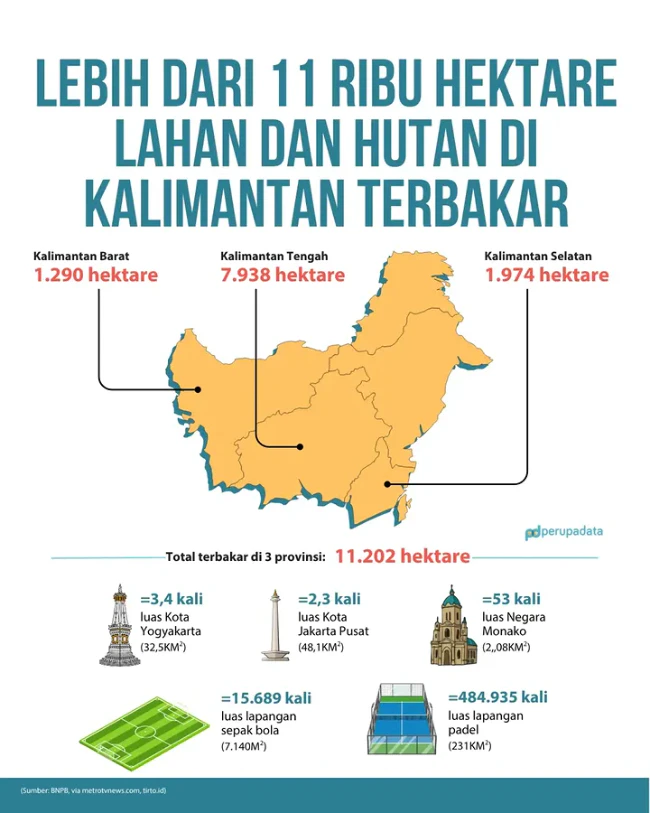 LEBIH DARI 11 RIBU HEKTARE
LAHAN DAN HUTAN DI
KALIMANTAN TERBAKAR
Kalimantan Barat
1.290 hektare
Kalimantan Tengah
7.938 hektare
Kalimantan Selatan
1.974 hektare
pdperupadata
Total terbakar di 3 provinsi: 11.202 hektare
=3,4 kali
luas Kota
Yogyakarta
(32,5KM²)
=2,3 kali
luas Kota
Jakarta Pusat
(48,1KM²)
=53 kali
luas Negara
Monako
(2,,08KM²)
=15.689 kali
luas lapangan
sepak bola
(7.140M²)
=484.935 kali
luas lapangan
padel
(231KM²)
(Sumber: BNPB, via metrotvnews.com, tirto.id)